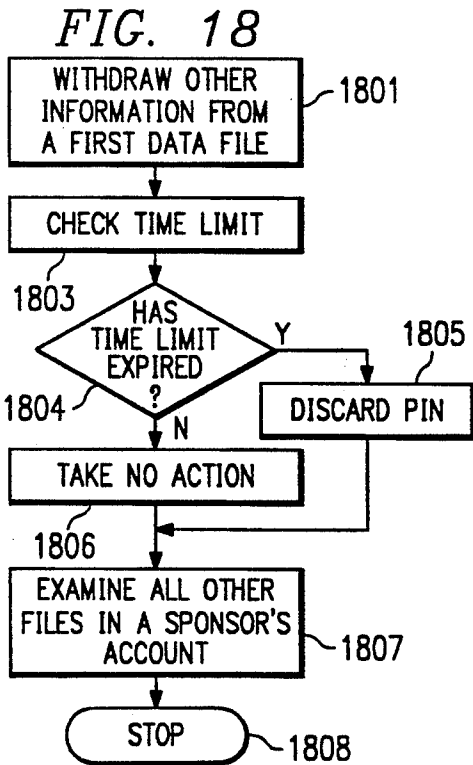 FIG. 18
WITHDRAW OTHER
INFORMATION FROM
A FIRST DATA FILE
1801
CHECK TIME LIMIT
1803
HAS
TIME LIMIT
EXPIRED
?
1804
Y
N
1805
DISCARD PIN
TAKE NO ACTION
1806
EXAMINE ALL OTHER
FILES IN A SPONSOR'S
ACCOUNT
1807
STOP
1808